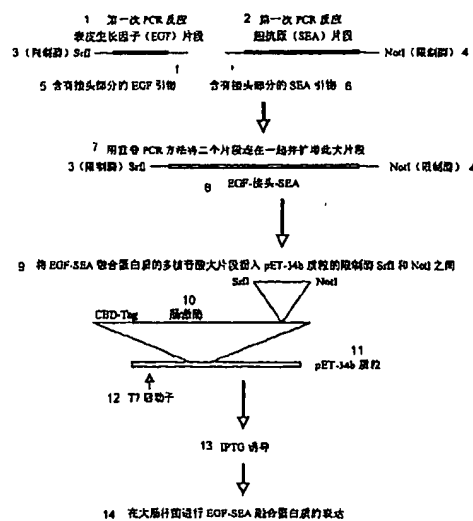 1 第一次 PCR 反应
表皮生长因子 (EGF) 片段
2 第一次 PCR 反应
超抗原 (SEA) 片段
3 (限制酶) SrfI
NotI (限制酶) 4
5 含有接头部分的 EGF 引物
含有接头部分的 SEA 引物 6
7 用重叠 PCR 方法将二个片段连在一起并扩增此大片段
3 (限制酶) SrfI
NotI (限制酶) 4
8 EGF-接头-SEA
9 将 EGF-SEA 融合蛋白质的多核苷酸大片段插入 pET-34b 质粒的限制酶 SrfI 和 NotI 之间
SrfI NotI
10
CBD-Tag 肠激酶
11
pET-34b 质粒
12 T7 启动子
13 IPTG 诱导
14 在大肠杆菌进行 EGF-SEA 融合蛋白质的表达